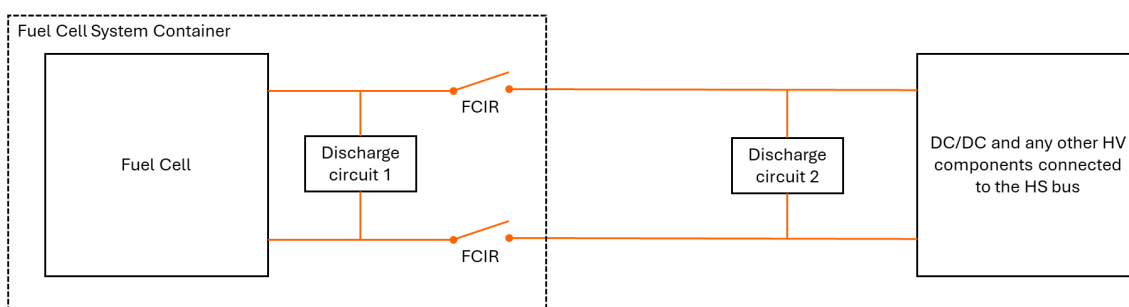 Fuel Cell System Container
Fuel Cell
FCIR
Discharge
circuit 1
FCIR
Discharge
circuit 2
DC/DC and any other HV
components connected
to the HS bus